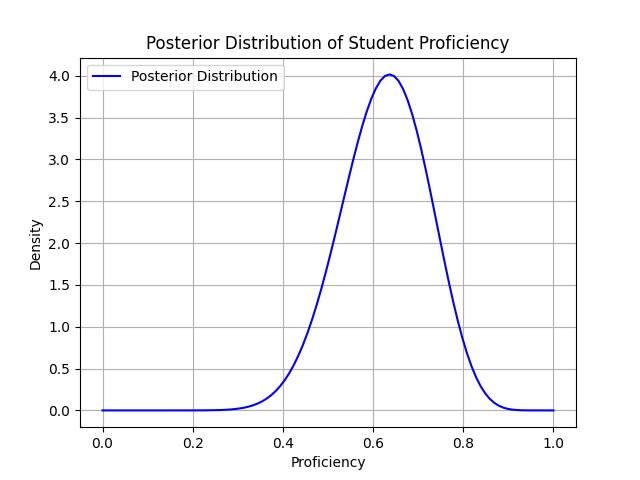 Posterior Distribution of Student Proficiency
Posterior Distribution
4.0
3.5
3.0
2.5
2.0
1.5
1.0
0.5
0.0
Density
0.0 0.2 0.4 0.6 0.8 1.0
Proficiency